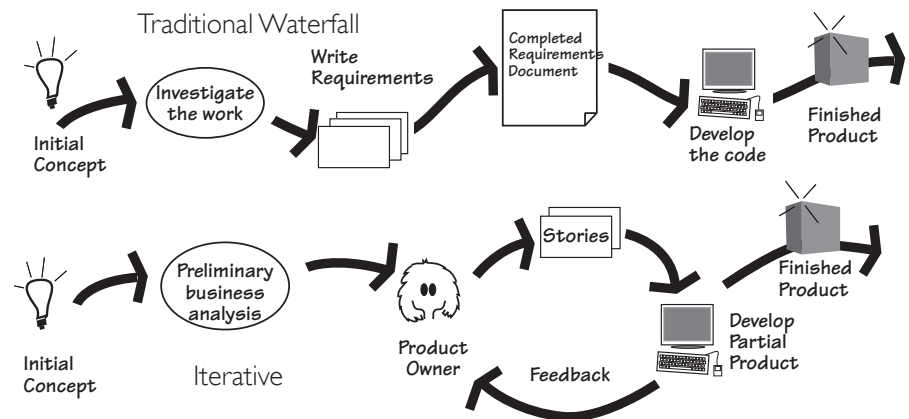 Traditional Waterfall
Initial
Concept
Investigate
the work
Write
Requirements
Completed
Requirements
Document
Develop
the code
Finished
Product
Initial
Concept
Preliminary
business
analysis
Iterative
Product
Owner
Stories
Feedback
Develop
Partial
Product
Finished
Product